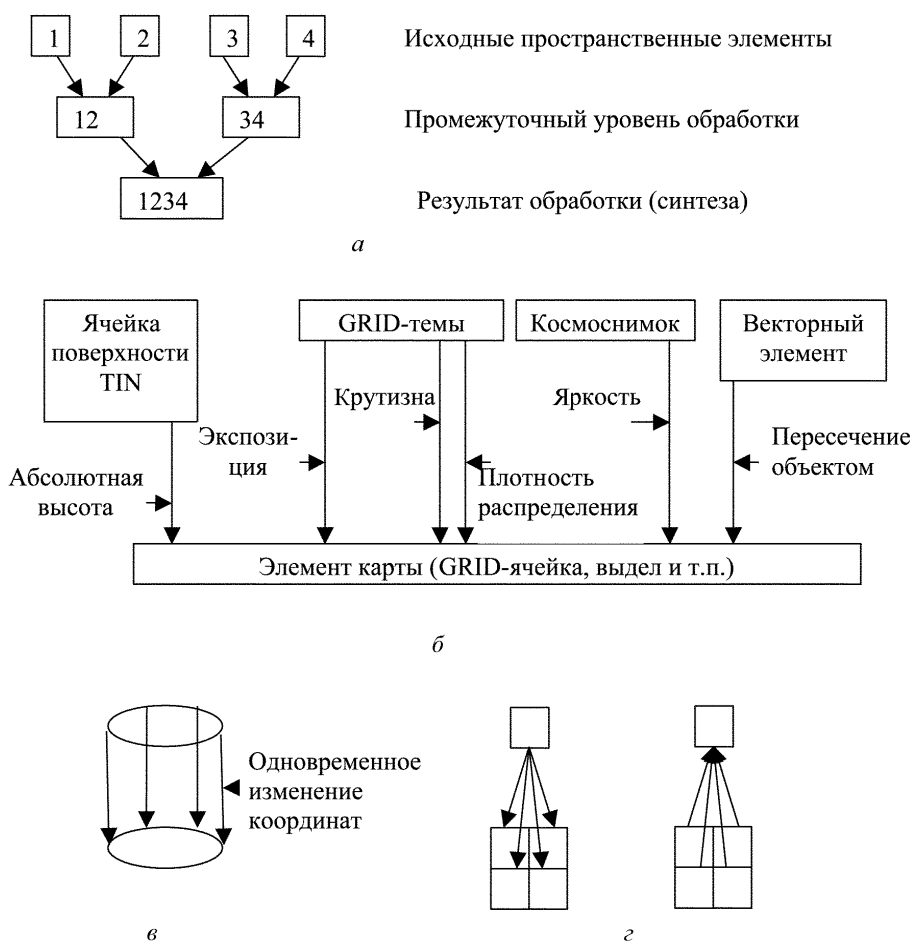 1 2 3 4 Исходные пространственные элементы
12 34 Промежуточный уровень обработки
1234 Результат обработки (синтеза)
а
Ячейка
поверхности
TIN
GRID-темы
Космоснимок
Векторный
элемент
Крутизна
Яркость
Экспози-
ция
Пересечение
объектом
Абсолютная
высота
Плотность
распределения
Элемент карты (GRID-ячейка, выдел и т.п.)
б
Одновременное
изменение
координат
в
г